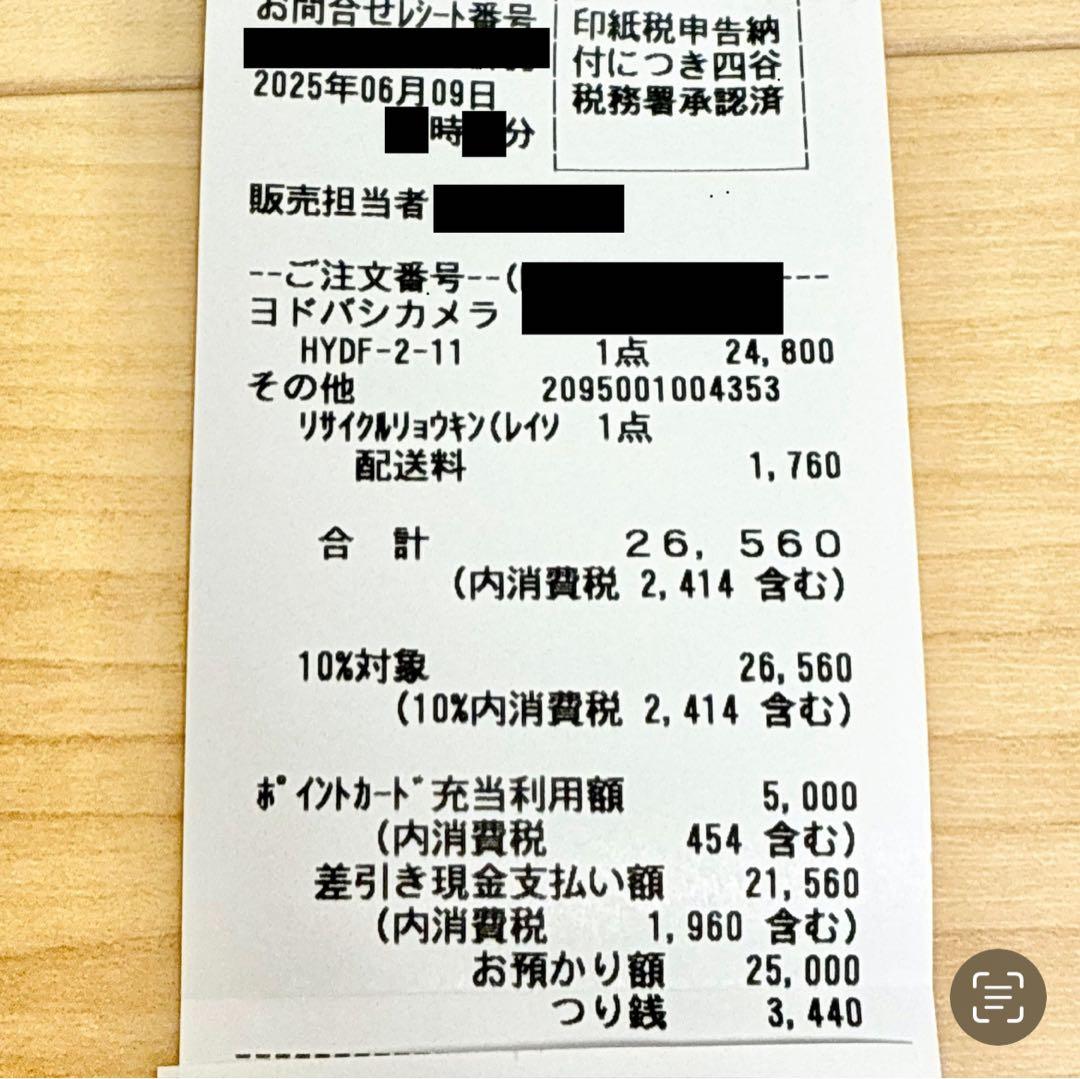 お問合せﾚｼｰﾄ番号
印紙税申告納
付につき四谷
税務署承認済
2025年06月09日
時 分
販売担当者
--ご注文番号--( ---
ヨドバシカメラ
HYDF-2-11 1点 24,800
その他 2095001004353
ﾘｻｲｸﾙﾘｮｳｷﾝ(ﾚｲｿ 1点
配送料 1,760
合 計 26,560
(内消費税 2,414 含む)
10%対象 26,560
(10%内消費税 2,414 含む)
ﾎﾟｲﾝﾄｶｰﾄﾞ充当利用額 5,000
(内消費税 454 含む)
差引き現金支払い額 21,560
(内消費税 1,960 含む)
お預かり額 25,000
つり銭 3,440